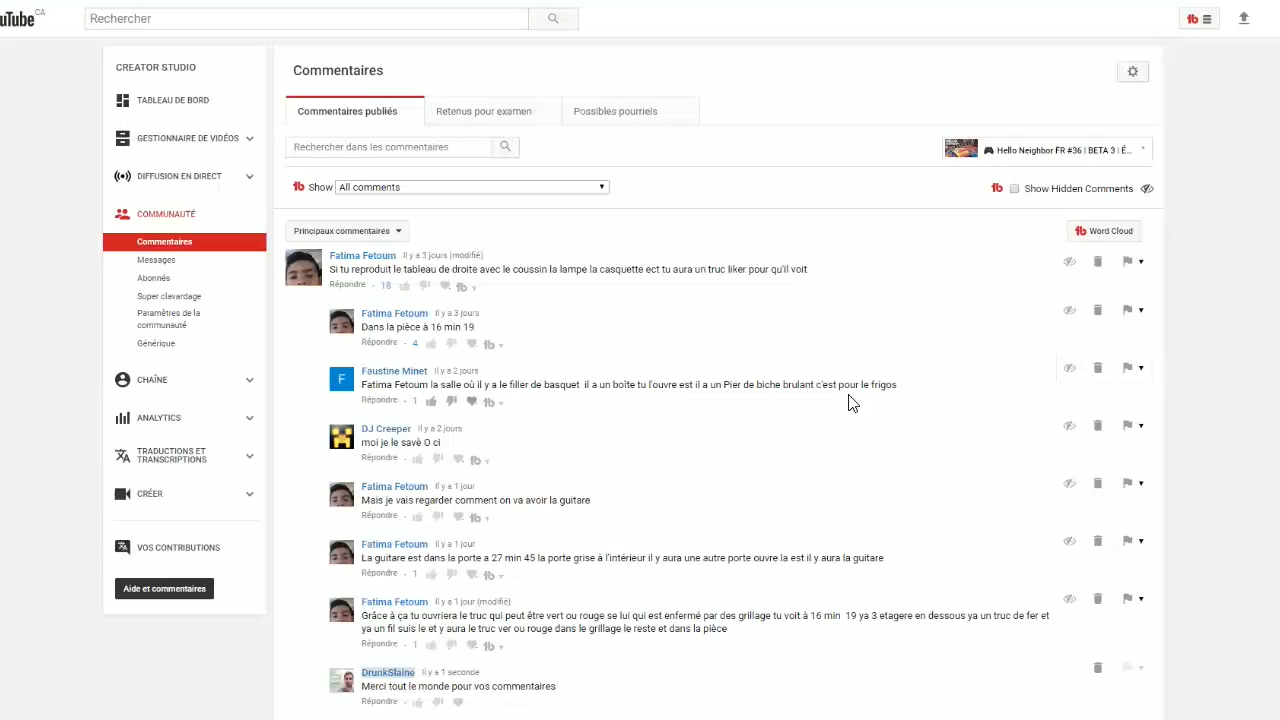 uTube CA
Rechercher
CREATOR STUDIO
TABLEAU DE BORD
GESTIONNAIRE DE VIDÉOS
DIFFUSION EN DIRECT
COMMUNAUTÉ
Commentaires
Messages
Abonnés
Super clavardage
Paramètres de la
communauté
Générique
CHAÎNE
ANALYTICS
TRADUCTIONS ET
TRANSCRIPTIONS
CRÉER
VOS CONTRIBUTIONS
Aide et commentaires
Commentaires
Commentaires publiés Retenus pour examen Possibles pourriels
Rechercher dans les commentaires
Hello Neighbor FR #36 | BETA 3 | É...
tb Show All comments
tb Show Hidden Comments
Principaux commentaires
tb Word Cloud
Fatima Fetoum Il y a 3 jours (modifié)
Si tu reproduit le tableau de droite avec le coussin la lampe la casquette ect tu aura un truc liker pour qu'il voit
Répondre · 18 tb
Fatima Fetoum Il y a 3 jours
Dans la pièce à 16 min 19
Répondre · 4 tb
F
Faustine Minet Il y a 2 jours
Fatima Fetoum la salle où il y a le filler de basquet il a un boîte tu l'ouvre est il a un Pier de biche brulant c'est pour le frigos
Répondre · 1 tb
DJ Creeper Il y a 2 jours
moi je le savè O ci
Répondre · tb
Fatima Fetoum Il y a 1 jour
Mais je vais regarder comment on va avoir la guitare
Répondre · tb
Fatima Fetoum Il y a 1 jour
La guitare est dans la porte a 27 min 45 la porte grise à l'intérieur il y aura une autre porte ouvre la est il y aura la guitare
Répondre · 1 tb
Fatima Fetoum Il y a 1 jour (modifié)
Grâce à ça tu ouvriera le truc qui peut être vert ou rouge se lui qui est enfermé par des grillage tu voit à 16 min 19 ya 3 etagere en dessous ya un truc de fer et
ya un fil suis le et y aura le truc ver ou rouge dans le grillage le reste et dans la pièce
Répondre · 1 tb
DrunkSlaine Il y a 1 seconde
Merci tout le monde pour vos commentaires
Répondre ·